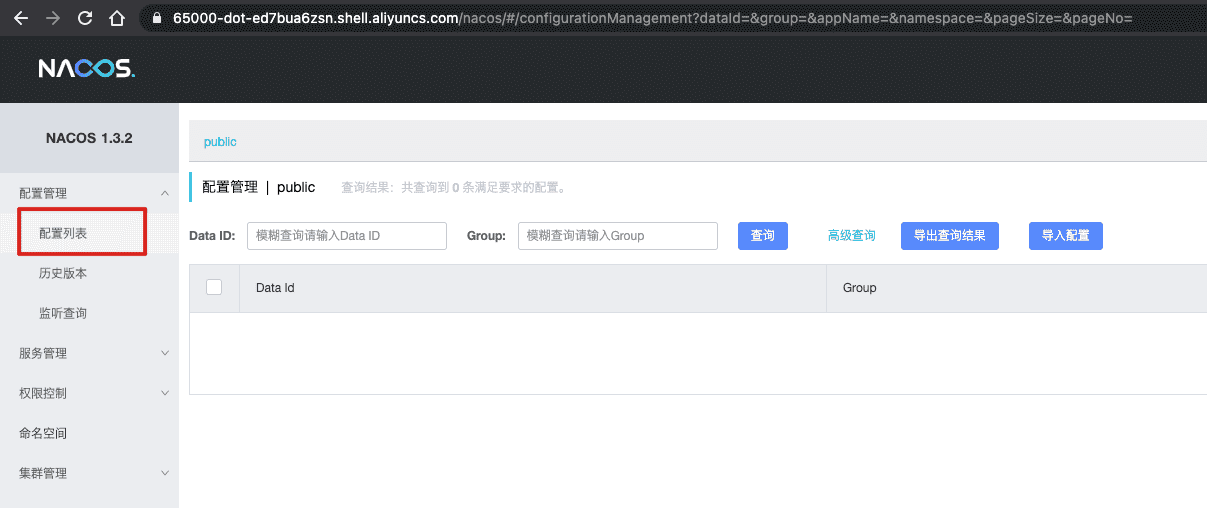 65000-dot-ed7bua6zsn.shell.aliyuncs.com/nacos/#/configurationManagement?dataId=&group=&appName=&namespace=&pageSize=&pageNo=
NACOS.
NACOS 1.3.2
public
配置管理
配置管理 | public 查询结果：共查询到 0 条满足要求的配置。
配置列表
Data ID: 模糊查询请输入Data ID Group: 模糊查询请输入Group 查询 高级查询 导出查询结果 导入配置
历史版本
Data Id Group
监听查询
服务管理
权限控制
命名空间
集群管理